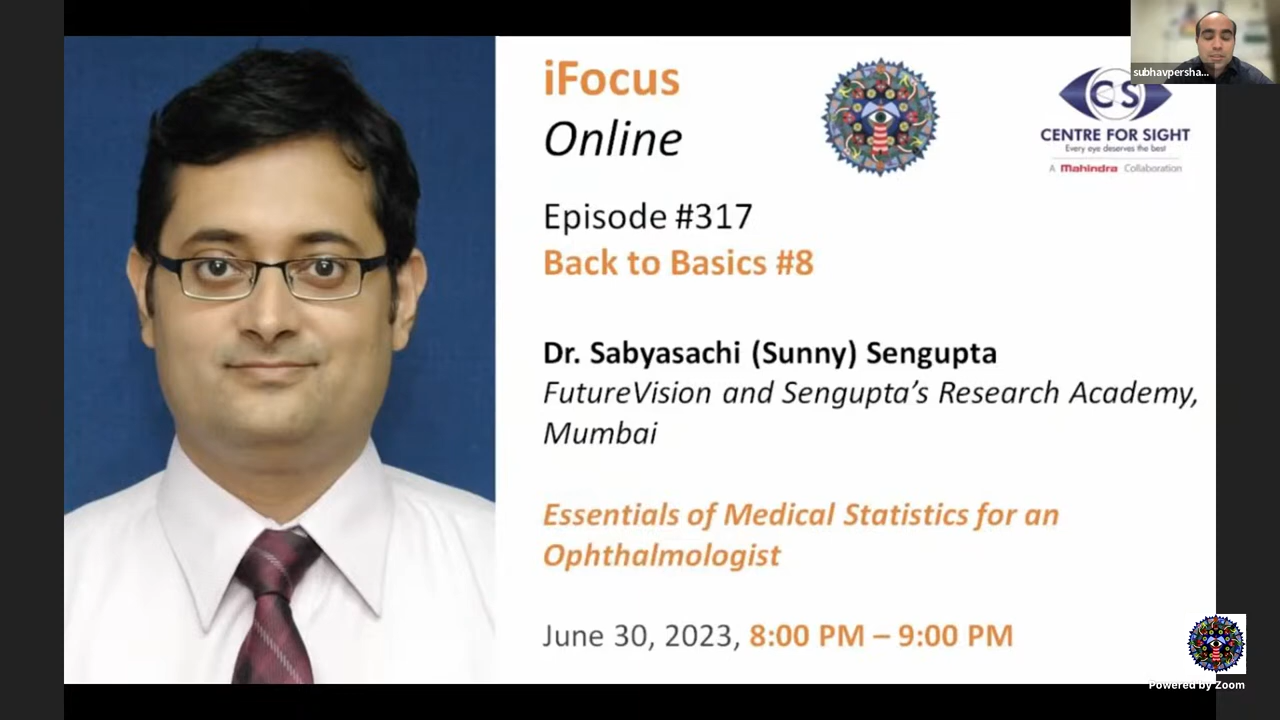 iFocus
Online
subhavpersha...
CS
CENTRE FOR SIGHT
Every eye deserves the best
A Mahindra Collaboration
Episode #317
Back to Basics #8
Dr. Sabyasachi (Sunny) Sengupta
FutureVision and Sengupta's Research Academy,
Mumbai
Essentials of Medical Statistics for an
Ophthalmologist
June 30, 2023, 8:00 PM – 9:00 PM
Powered by Zoom